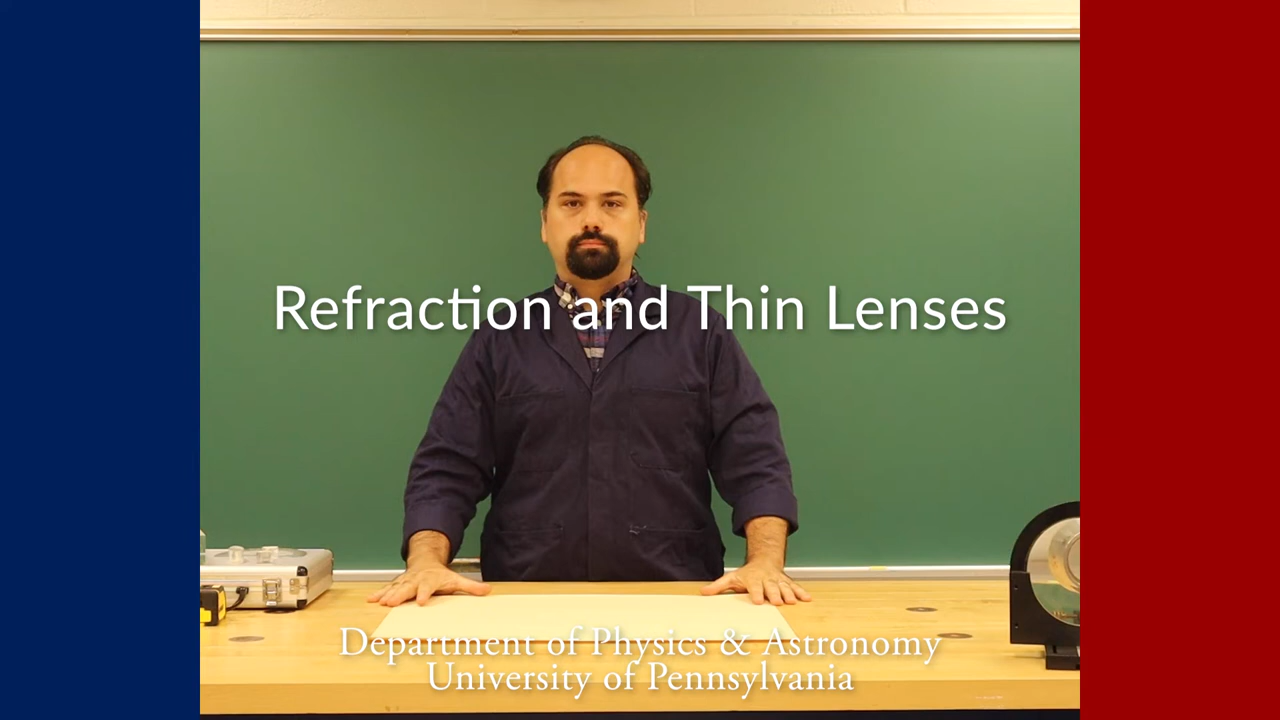 Refraction and Thin Lenses
Department of Physics & Astronomy
University of Pennsylvania